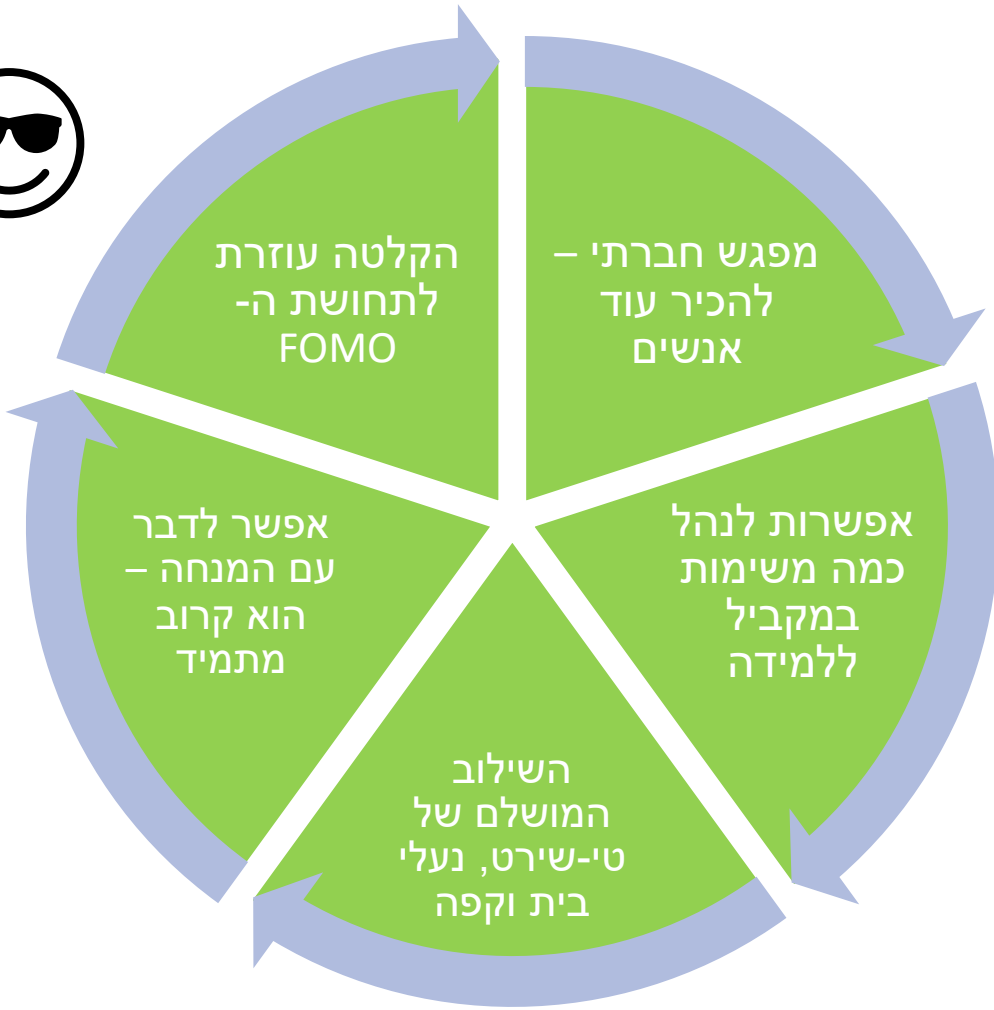 מפגש חברתי –
להכיר עוד
אנשים
אפשרות לנהל
כמה משימות
במקביל
ללמידה
השילוב
המושלם של
טי-שירט, נעלי
בית וקפה
אפשר לדבר
עם המנחה –
הוא קרוב
מתמיד
הקלטה עוזרת
לתחושת ה-
FOMO